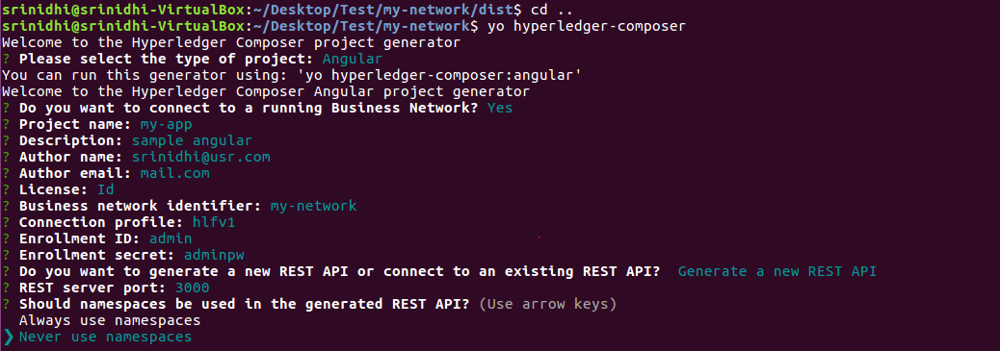 srinidhi@srinidhi-VirtualBox:~/Desktop/Test/my-network/dist$ cd ..
srinidhi@srinidhi-VirtualBox:~/Desktop/Test/my-network$ yo hyperledger-composer
Welcome to the Hyperledger Composer project generator
? Please select the type of project: Angular
You can run this generator using: 'yo hyperledger-composer:angular'
Welcome to the Hyperledger Composer Angular project generator
? Do you want to connect to a running Business Network? Yes
? Project name: my-app
? Description: sample angular
? Author name: srinidhi@usr.com
? Author email: mail.com
? License: Id
? Business network identifier: my-network
? Connection profile: hlfv1
? Enrollment ID: admin
? Enrollment secret: adminpw
? Do you want to generate a new REST API or connect to an existing REST API?  Generate a new REST API
? REST server port: 3000
? Should namespaces be used in the generated REST API? (Use arrow keys)
  Always use namespaces
❯ Never use namespaces